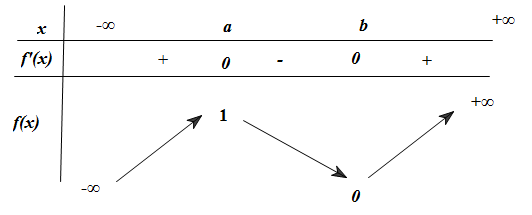 x -∞ a b +∞
f'(x) + 0 - 0 +
+∞
1
f(x)
-∞ 0